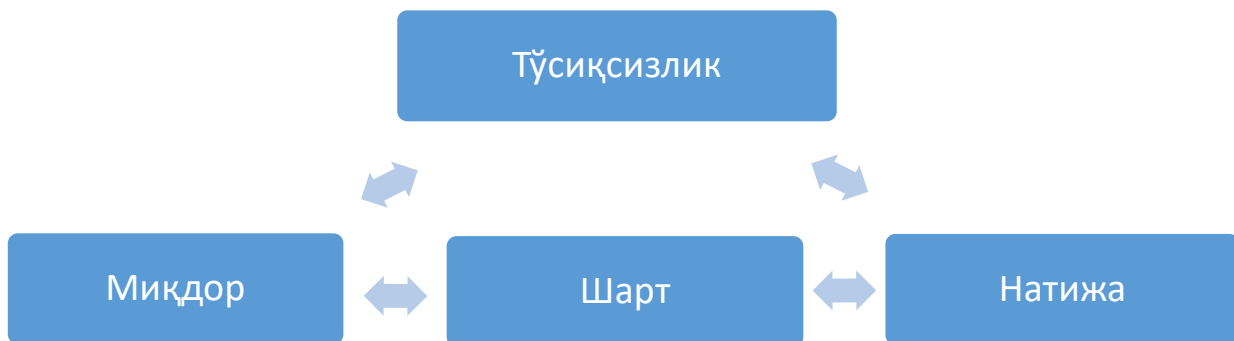 Тўсиқсизлик
Миқдор
Шарт
Натижа